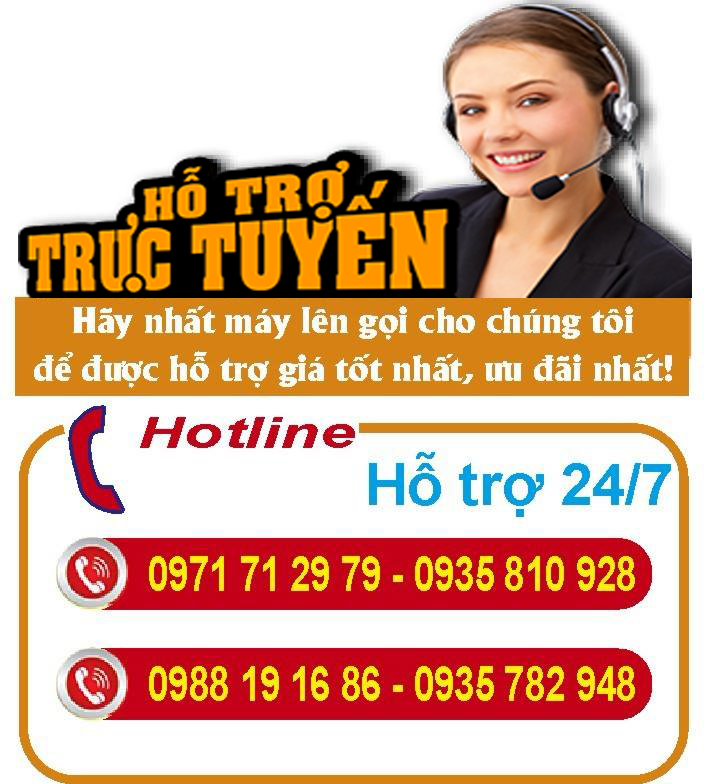 HỖ TRỢ
TRỰC TUYẾN
Hãy nhất máy lên gọi cho chúng tôi
để được hỗ trợ giá tốt nhất, ưu đãi nhất!
Hotline
Hỗ trợ 24/7
0971 71 29 79 - 0935 810 928
0988 19 16 86 - 0935 782 948